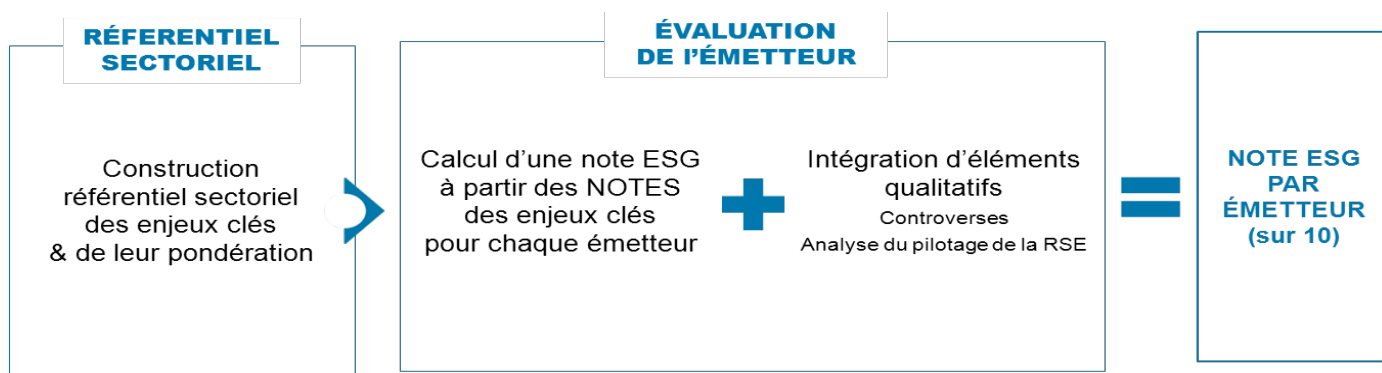 RÉFERENTIEL
SECTORIEL
Construction
référentiel sectoriel
des enjeux clés
& de leur pondération
ÉVALUATION
DE l'ÉMETTEUR
Calcul d'une note ESG
à partir des NOTES
des enjeux clés
pour chaque émetteur
Intégration d'éléments
qualitatifs
Controverses
Analyse du pilotage de la RSE
NOTE ESG
PAR
ÉMETTEUR
(sur 10)